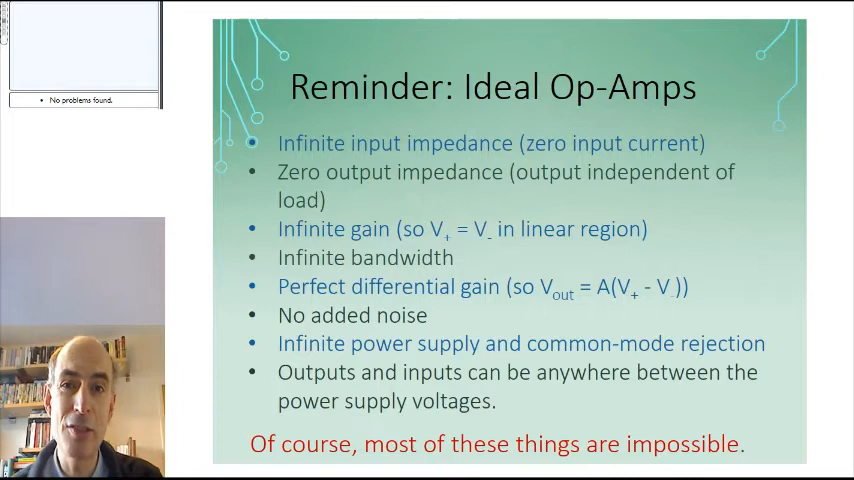 • No problems found.
Reminder: Ideal Op-Amps
• Infinite input impedance (zero input current)
• Zero output impedance (output independent of
load)
• Infinite gain (so V+ = V- in linear region)
• Infinite bandwidth
• Perfect differential gain (so Vout = A(V+ - V-))
• No added noise
• Infinite power supply and common-mode rejection
• Outputs and inputs can be anywhere between the
power supply voltages.
Of course, most of these things are impossible.